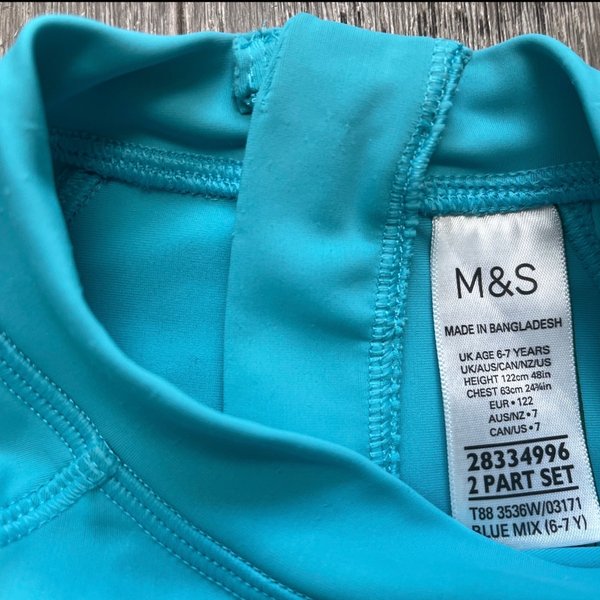 M&S
MADE IN BANGLADESH
UK AGE 6-7 YEARS
UK/AUS/CAN/NZ/US
HEIGHT 122cm 48in
CHEST 63cm 24¾in
EUR • 122
AUS/NZ • 7
CAN/US • 7
28334996
2 PART SET
T88 3536W/03171
BLUE MIX (6-7 Y)